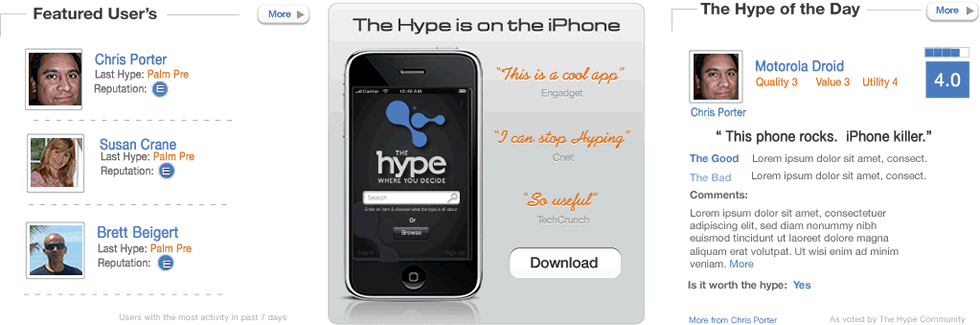 Featured User's
More
Chris Porter
Last Hype: Palm Pre
Reputation:
Susan Crane
Last Hype: Palm Pre
Reputation:
Brett Beigert
Last Hype: Palm Pre
Reputation:
Users with the most activity in past 7 days
The Hype is on the iPhone
Carrier 10:40 AM
THE
hype
WHERE YOU DECIDE
Search
Enter an item & discover what the hype is all about.
Or
Browse
Log in
Sign up
“This is a cool app”
Engadget
“I can stop Hyping”
Cnet
“So useful”
TechCrunch
Download
The Hype of the Day
More
Motorola Droid
Quality 3 Value 3 Utility 4
4.0
Chris Porter
“ This phone rocks. iPhone killer.”
The Good Lorem ipsum dolor sit amet, consect.
The Bad Lorem ipsum dolor sit amet, consect.
Comments:
Lorem ipsum dolor sit amet, consectetuer
adipiscing elit, sed diam nonummy nibh
euismod tincidunt ut laoreet dolore magna
aliquam erat volutpat. Ut wisi enim ad minim
veniam. More
Is it worth the hype: Yes
More from Chris Porter
As voted by The Hype Community